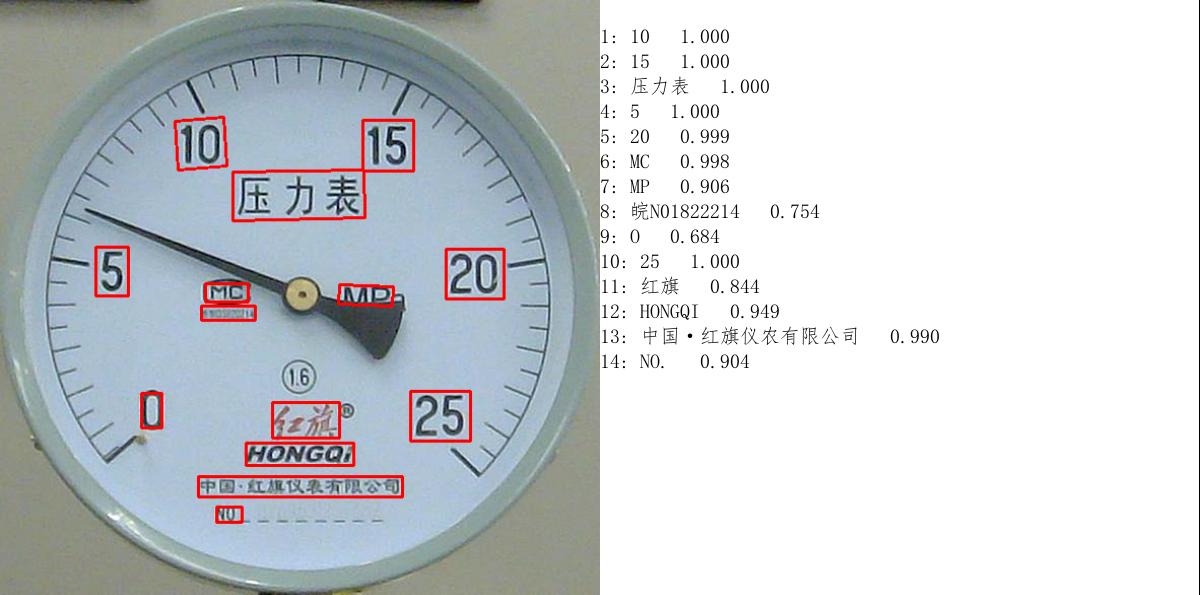 10 15
压力表
5 20
MC MP
1.6
0 25
红旗®
HONGQi
中国·红旗仪表有限公司
NO
1: 10 1.000
2: 15 1.000
3: 压力表 1.000
4: 5 1.000
5: 20 0.999
6: MC 0.998
7: MP 0.906
8: 皖N01822214 0.754
9: O 0.684
10: 25 1.000
11: 红旗 0.844
12: HONGQI 0.949
13: 中国·红旗仪农有限公司 0.990
14: NO. 0.904